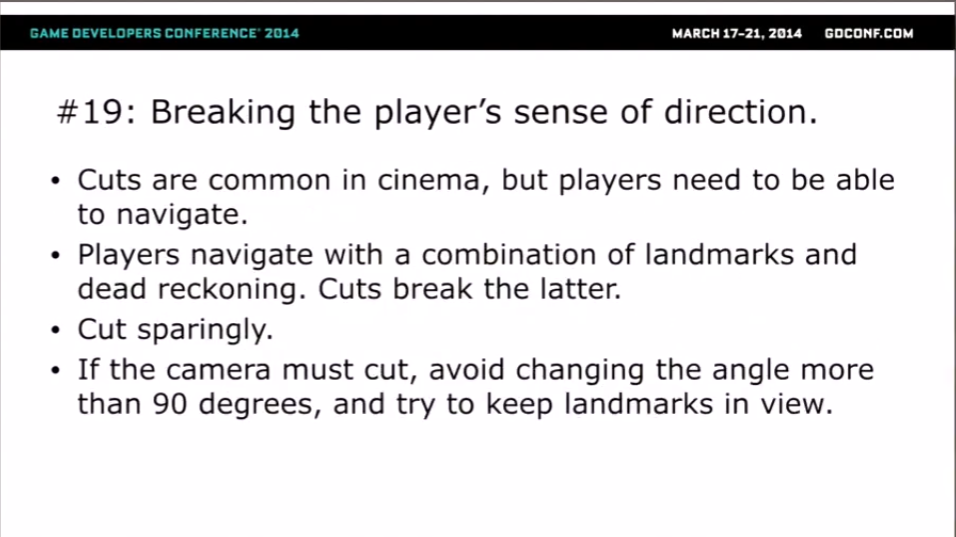 GAME DEVELOPERS CONFERENCE® 2014
MARCH 17-21, 2014 GDCONF.COM
#19: Breaking the player’s sense of direction.
• Cuts are common in cinema, but players need to be able
to navigate.
• Players navigate with a combination of landmarks and
dead reckoning. Cuts break the latter.
• Cut sparingly.
• If the camera must cut, avoid changing the angle more
than 90 degrees, and try to keep landmarks in view.